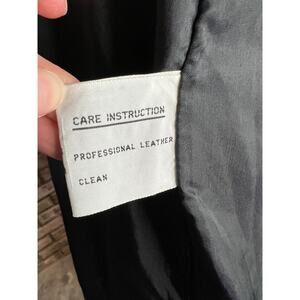 CARE INSTRUCTION
PROFESSIONAL LEATHER
CLEAN